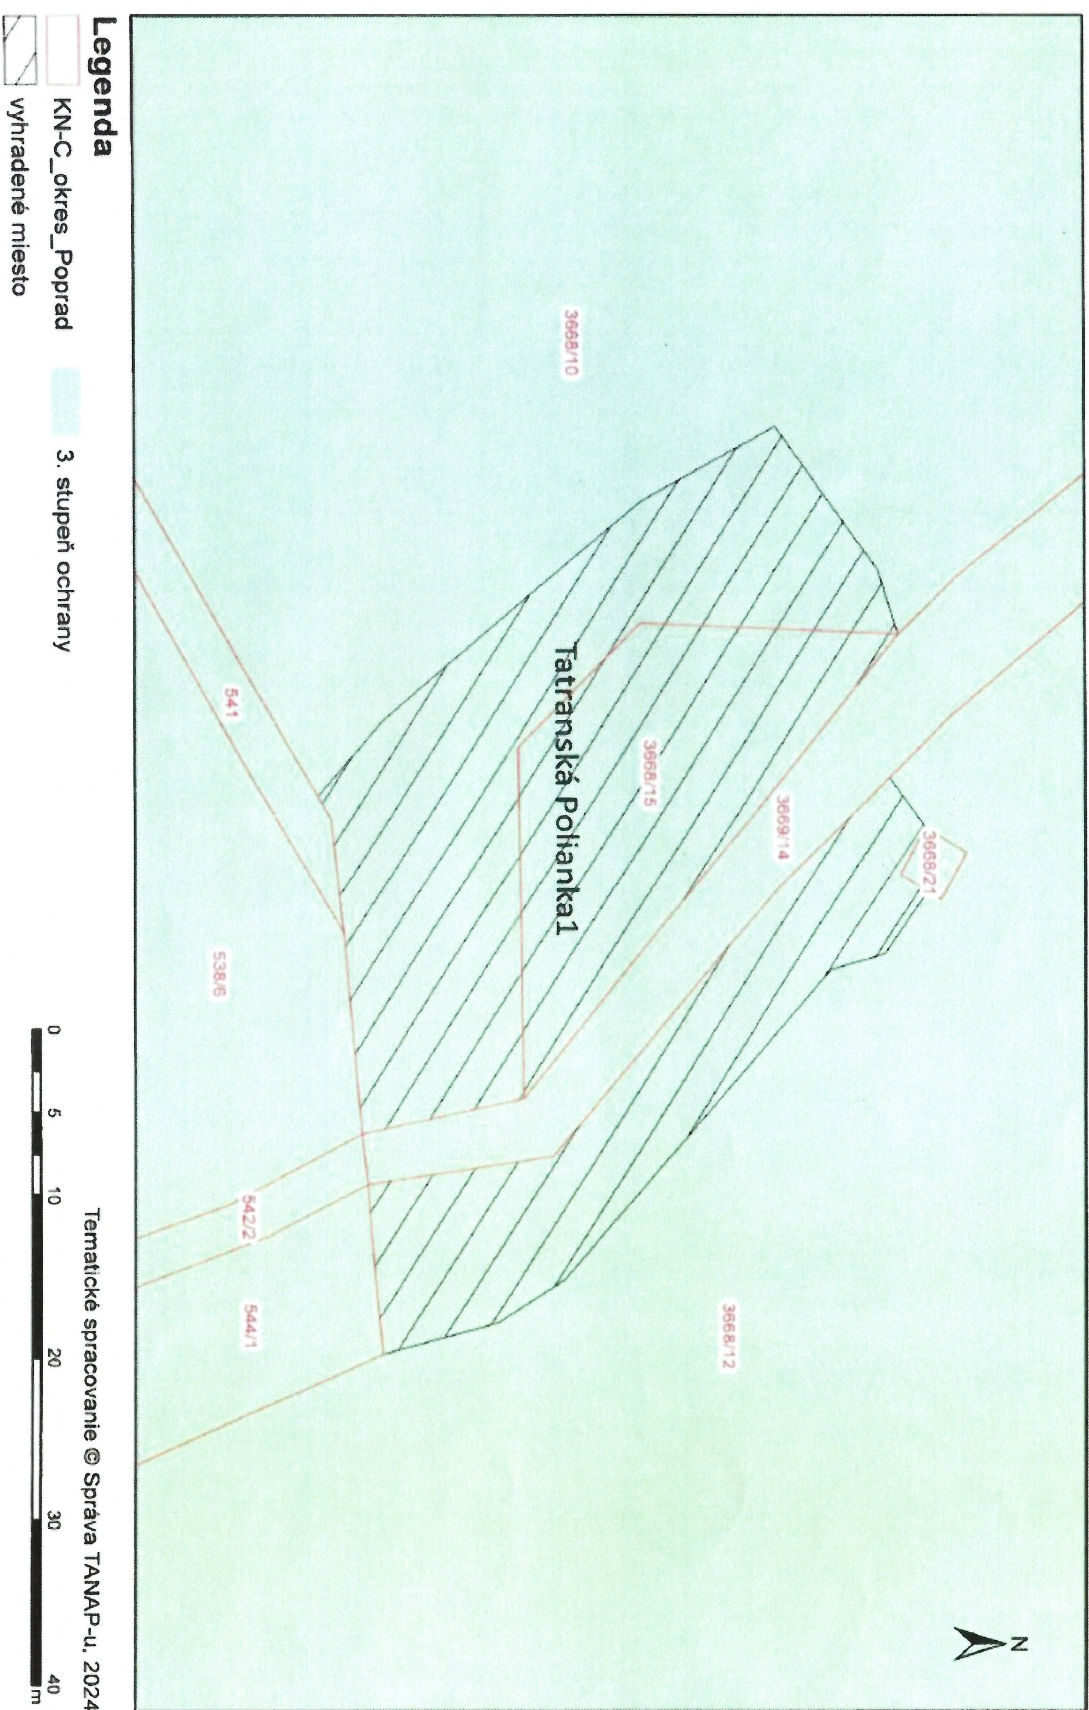 N
3668/21
3669/14
3668/12
3668/15
3668/10
Tatranská Polianka1
544/1
542/2
541
538/6
Legenda
KN-C_okres_Poprad
3. stupeň ochrany
vyhradené miesto
Tematické spracovanie © Správa TANAP-u, 2024
0 5 10 20 30 40
m